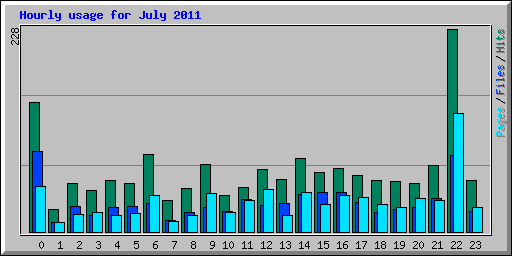 Hourly usage for July 2011
228
Pages / Files / Hits
0 1 2 3 4 5 6 7 8 9 10 11 12 13 14 15 16 17 18 19 20 21 22 23